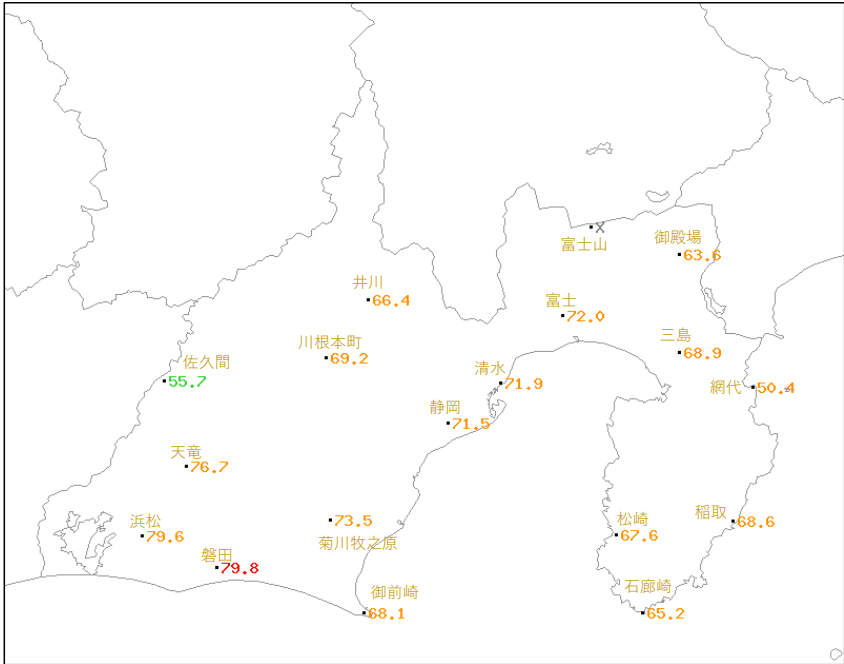 富士山
X
御殿場
63.6
井川
66.4
富士
72.0
川根本町
69.2
三島
68.9
佐久間
55.7
清水
71.9
網代
50.4
静岡
71.5
天竜
76.7
浜松
79.6
73.5
菊川牧之原
磐田
79.8
松崎
67.6
稲取
68.6
御前崎
68.1
石廊崎
65.2